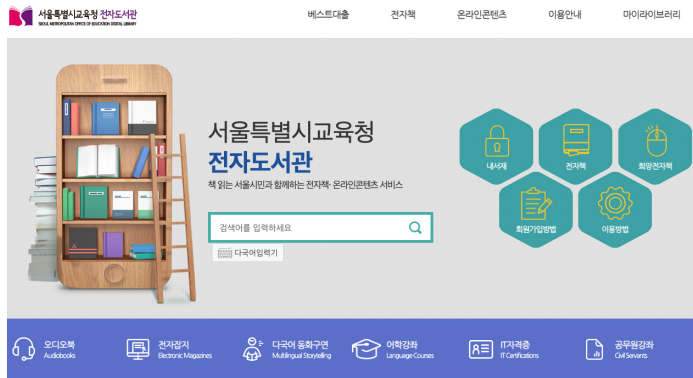 서울특별시교육청 전자도서관
SEOUL METROPOLITAN OFFICE OF EDUCATION DIGITAL LIBRARY
베스트대출 전자책 온라인콘텐츠 이용안내 마이라이브러리
서울특별시교육청
전자도서관
책 읽는 서울시민과 함께하는 전자책· 온라인콘텐츠 서비스
검색어를 입력하세요
다국어입력기
내서재 전자책 희망전자책
회원가입방법 이용방법
오디오북 전자잡지 다국어 동화구연 어학강좌 IT자격증 공무원강좌
Audiobooks Electronic Magazines Multilingual Storytelling Language Courses IT Certifications Civil Servants